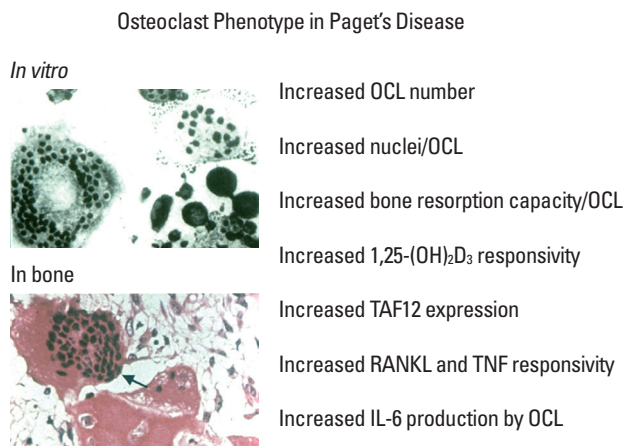 Osteoclast Phenotype in Paget's Disease
In vitro
Increased OCL number
Increased nuclei/OCL
Increased bone resorption capacity/OCL
Increased 1,25-(OH)₂D₃ responsivity
In bone
Increased TAF12 expression
Increased RANKL and TNF responsivity
Increased IL-6 production by OCL